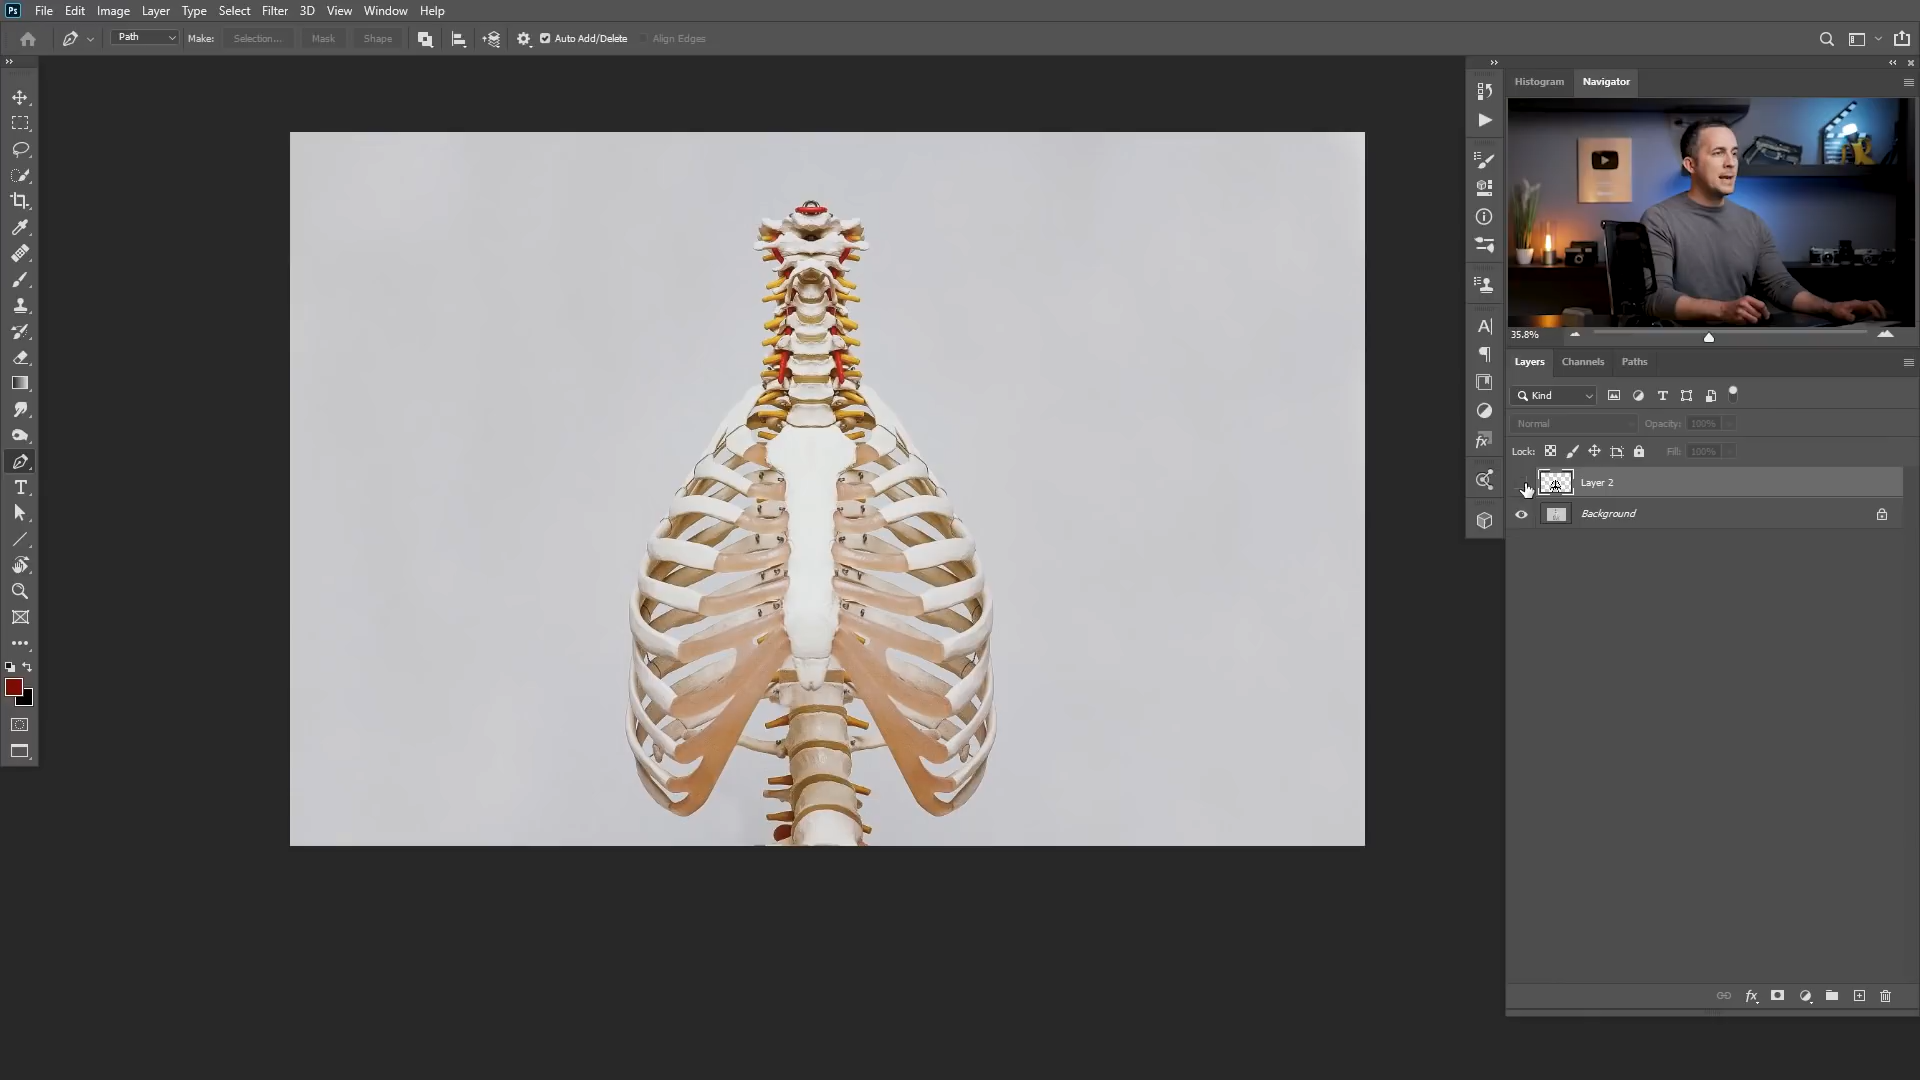 Ps File Edit Image Layer Type Select Filter 3D View Window Help
Path Make: Selection... Mask Shape Auto Add/Delete Align Edges
Histogram Navigator
35.8%
Layers Channels Paths
Kind
Normal Opacity: 100%
Lock: Fill: 100%
Layer 2
Background